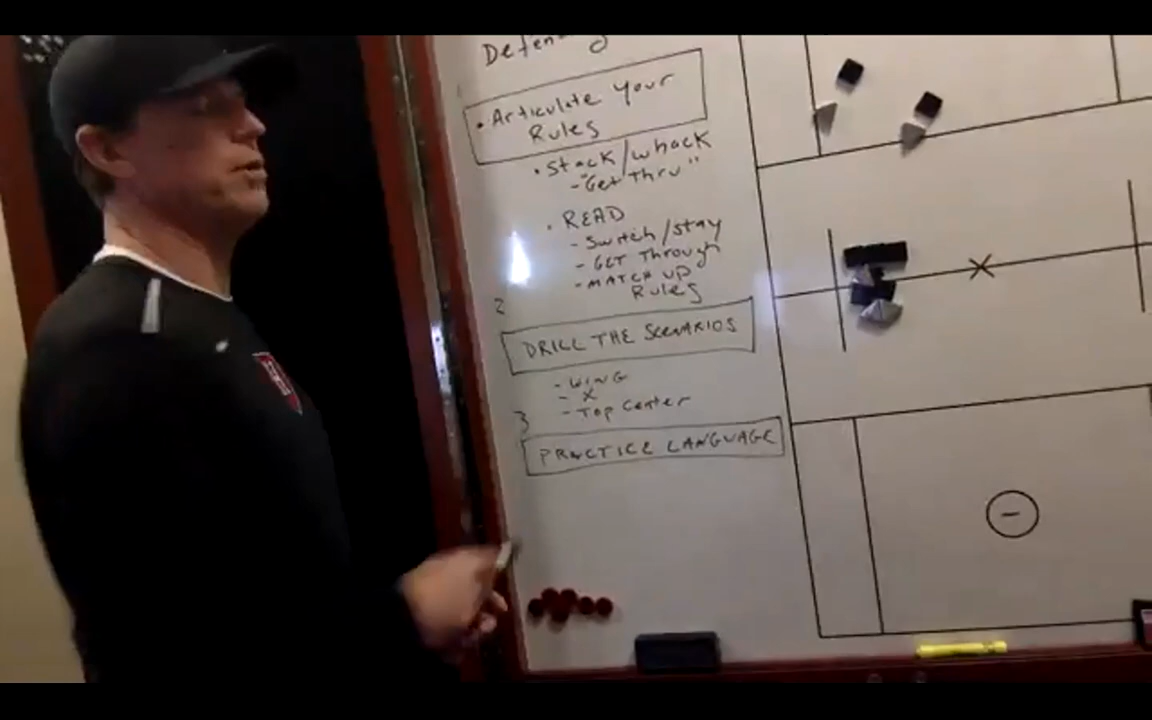 • Articulate Your
Rules
• Stack/whack
- "Get Thru"
• READ
- Switch/stay
- GET Through
- MATCH UP
Rules
2
DRILL THE SCENARIOS
- WING
- X
- Top Center
3
PRACTICE LANGUAGE
H